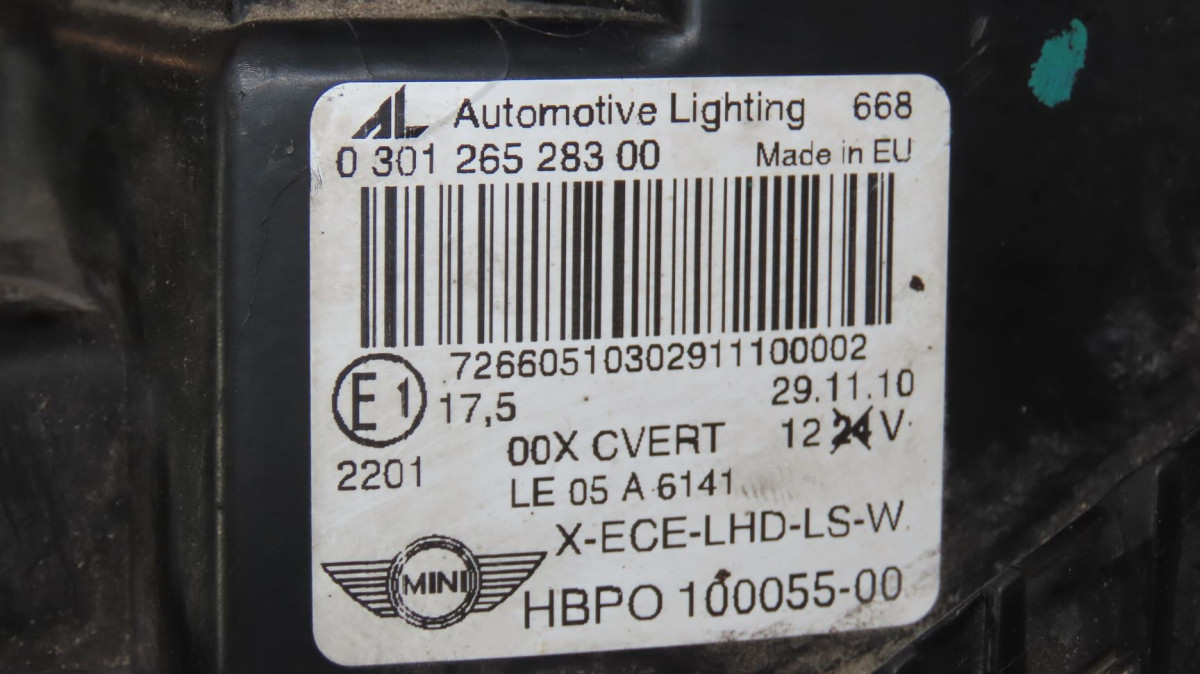 AL Automotive Lighting 668
0 301 265 283 00 Made in EU
72660510302911100002
E1 17,5 29.11.10
00X CVERT 12 24 V
2201 LE 05 A 6141
X-ECE-LHD-LS-W
MINI HBPO 100055-00